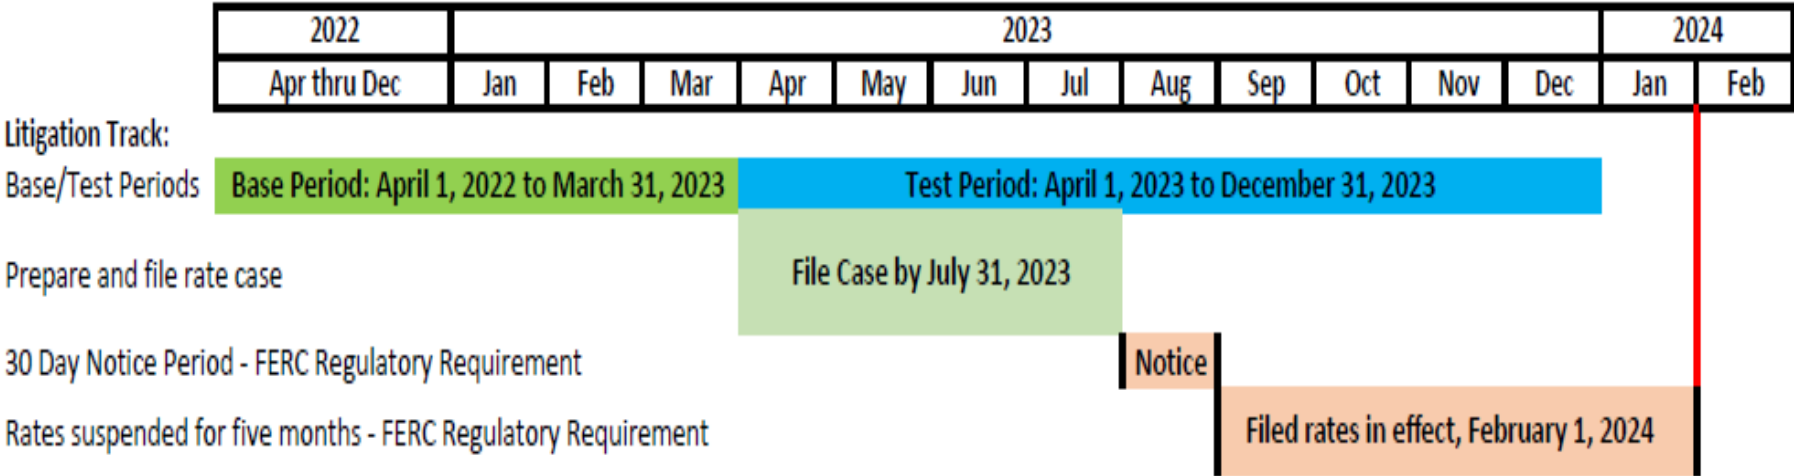 2022 2023 2024
Apr thru Dec Jan Feb Mar Apr May Jun Jul Aug Sep Oct Nov Dec Jan Feb
Litigation Track:
Base/Test Periods Base Period: April 1, 2022 to March 31, 2023 Test Period: April 1, 2023 to December 31, 2023
Prepare and file rate case File Case by July 31, 2023
30 Day Notice Period - FERC Regulatory Requirement Notice
Rates suspended for five months - FERC Regulatory Requirement Filed rates in effect, February 1, 2024